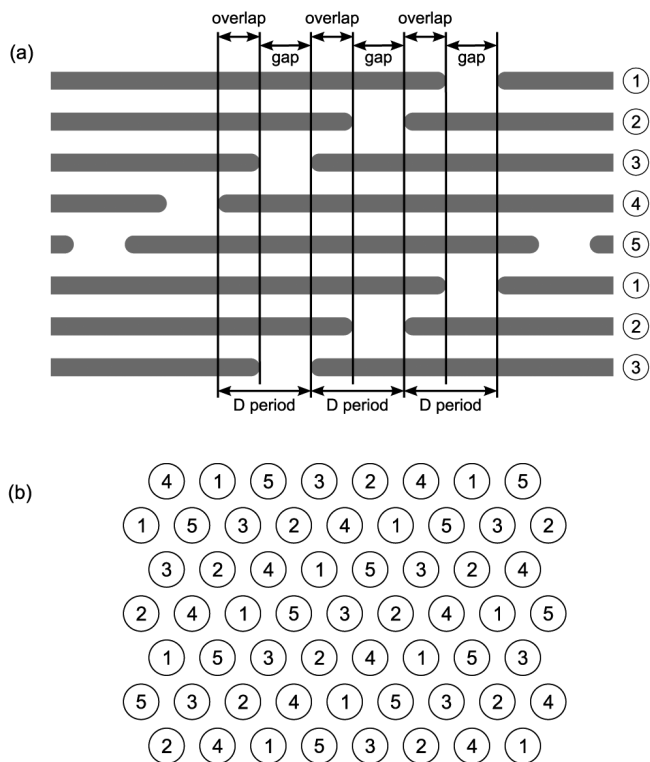 overlap overlap overlap
gap gap gap
(a)
1
2
3
4
5
1
2
3
D period D period D period
(b)
4 1 5 3 2 4 1 5
1 5 3 2 4 1 5 3 2
3 2 4 1 5 3 2 4
2 4 1 5 3 2 4 1 5
1 5 3 2 4 1 5 3
5 3 2 4 1 5 3 2 4
2 4 1 5 3 2 4 1